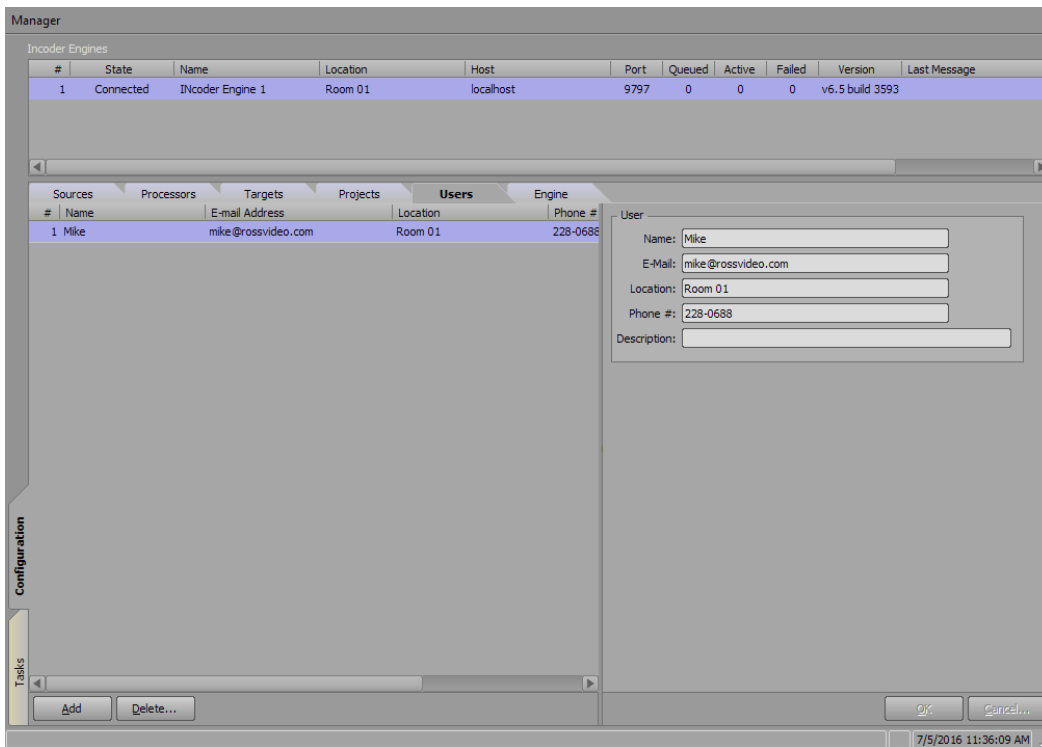 Manager
Incoder Engines
# State Name Location Host Port Queued Active Failed Version Last Message
1 Connected INcoder Engine 1 Room 01 localhost 9797 0 0 0 v6.5 build 3593
Sources Processors Targets Projects Users Engine
# Name E-mail Address Location Phone #
1 Mike mike@rossvideo.com Room 01 228-0688
User
Name: Mike
E-Mail: mike@rossvideo.com
Location: Room 01
Phone #: 228-0688
Description:
Configuration
Tasks
Add Delete... OK Cancel...
7/5/2016 11:36:09 AM